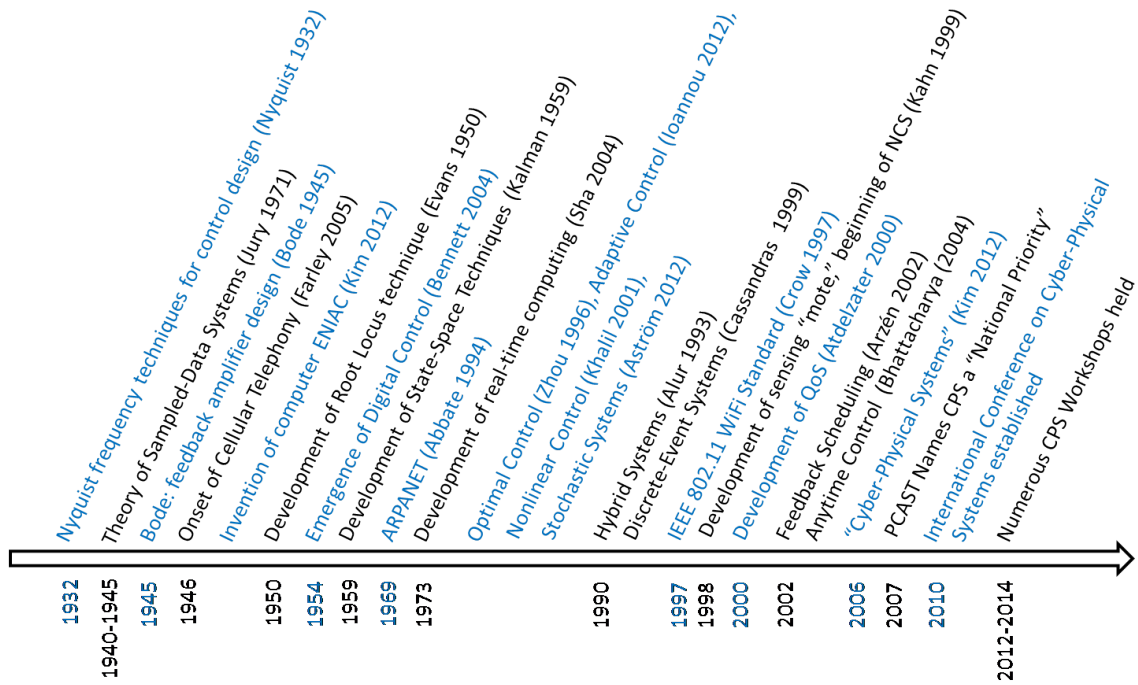 Nyquist frequency techniques for control design (Nyquist 1932)
Theory of Sampled-Data Systems (Jury 1971)
Bode: feedback amplifier design (Bode 1945)
Onset of Cellular Telephony (Farley 2005)
Invention of computer ENIAC (Kim 2012)
Development of Root Locus technique (Evans 1950)
Emergence of Digital Control (Bennett 2004)
Development of State-Space Techniques (Kalman 1959)
ARPANET (Abbate 1994)
Development of real-time computing (Sha 2004)
Optimal Control (Zhou 1996), Adaptive Control (Ioannou 2012),
Nonlinear Control (Khalil 2001),
Stochastic Systems (Aström 2012)
Hybrid Systems (Alur 1993)
Discrete-Event Systems (Cassandras 1999)
IEEE 802.11 WiFi Standard (Crow 1997)
Development of sensing “mote,” beginning of NCS (Kahn 1999)
Development of QoS (Adelzater 2000)
Feedback Scheduling (Arzén 2002)
Anytime Control (Bhattacharya (2004)
“Cyber-Physical Systems” (Kim 2012)
PCAST Names CPS a “National Priority”
International Conference on Cyber-Physical
Systems established
Numerous CPS Workshops held
1932
1940-1945
1945
1946
1950
1954
1959
1969
1973
1990
1997
1998
2000
2002
2006
2007
2010
2012-2014